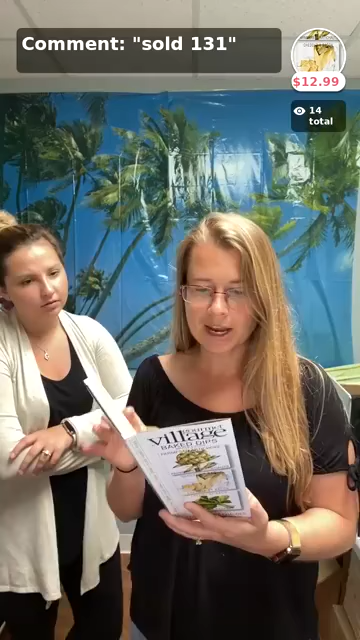 Comment: "sold 131"
$12.99
14
total
gourmet
village
BAKED DIPS